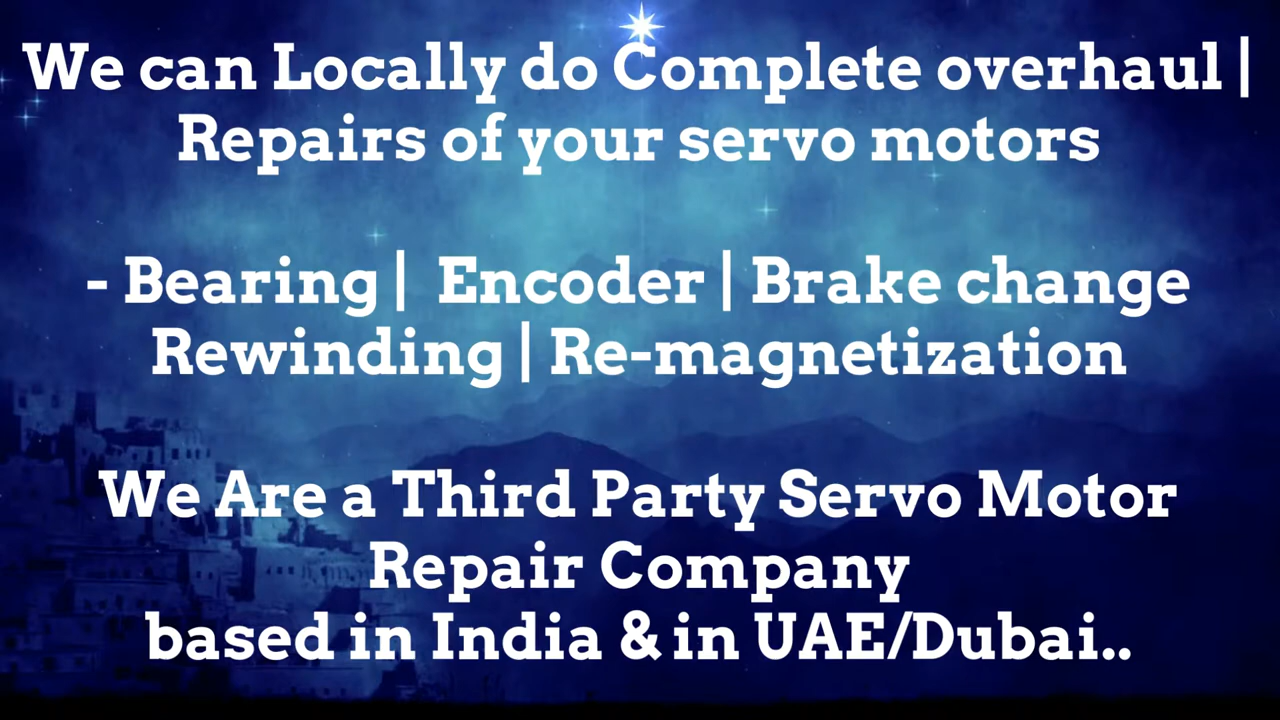 We can Locally do Complete overhaul |
Repairs of your servo motors
- Bearing | Encoder | Brake change
Rewinding | Re-magnetization
We Are a Third Party Servo Motor
Repair Company
based in India & in UAE/Dubai..